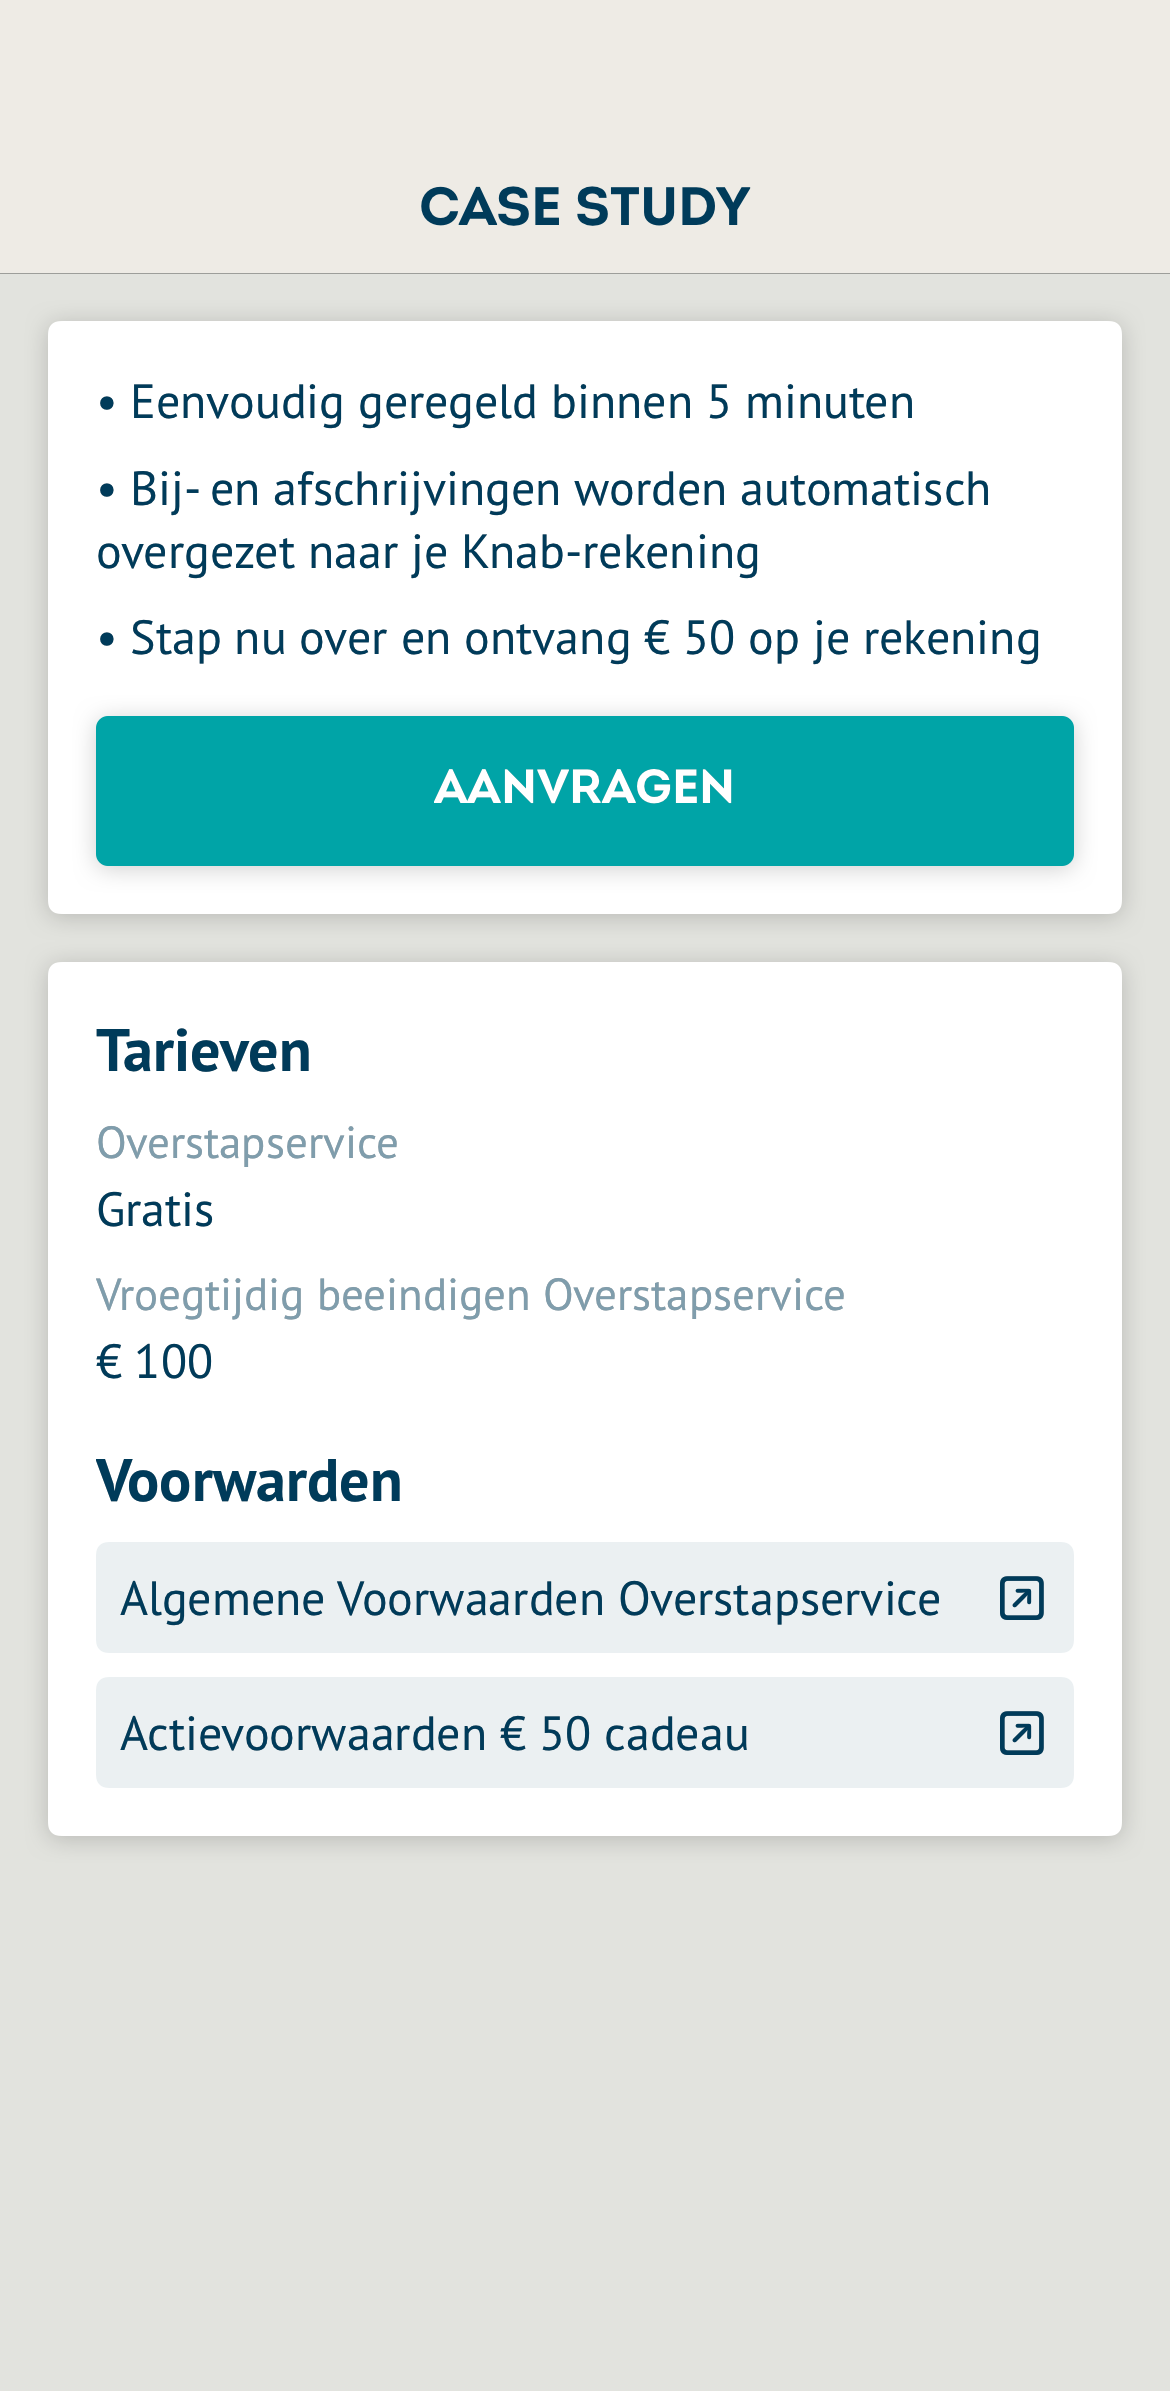 CASE STUDY
• Eenvoudig geregeld binnen 5 minuten
• Bij- en afschrijvingen worden automatisch
overgezet naar je Knab-rekening
• Stap nu over en ontvang € 50 op je rekening
AANVRAGEN
Tarieven
Overstapservice
Gratis
Vroegtijdig beeindigen Overstapservice
€ 100
Voorwarden
Algemene Voorwaarden Overstapservice
Actievoorwaarden € 50 cadeau